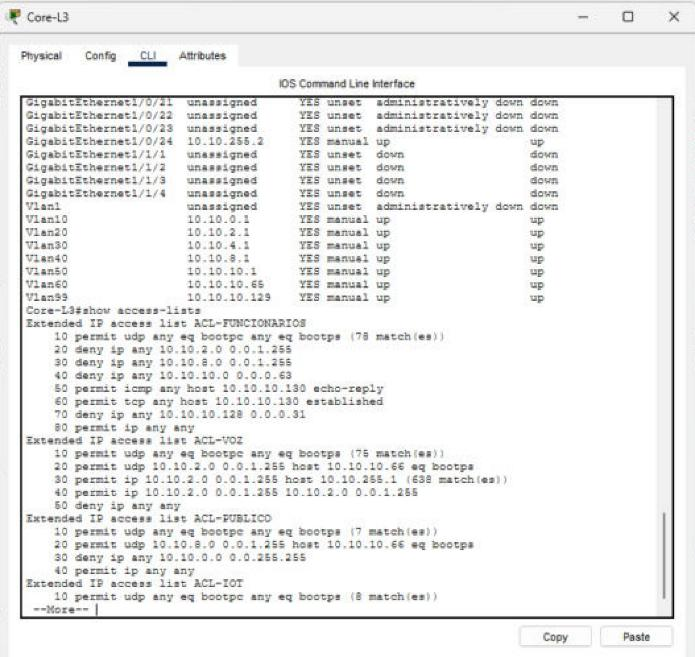 Core-L3
Physical Config CLI Attributes
IOS Command Line Interface
GigabitEthernet1/0/21 unassigned YES unset administratively down down
GigabitEthernet1/0/22 unassigned YES unset administratively down down
GigabitEthernet1/0/23 unassigned YES unset administratively down down
GigabitEthernet1/0/24 10.10.255.2 YES manual up up
GigabitEthernet1/1/1 unassigned YES unset down down
GigabitEthernet1/1/2 unassigned YES unset down down
GigabitEthernet1/1/3 unassigned YES unset down down
GigabitEthernet1/1/4 unassigned YES unset down down
Vlan1 unassigned YES unset administratively down down
Vlan10 10.10.0.1 YES manual up up
Vlan20 10.10.2.1 YES manual up up
Vlan30 10.10.4.1 YES manual up up
Vlan40 10.10.8.1 YES manual up up
Vlan50 10.10.10.1 YES manual up up
Vlan60 10.10.10.65 YES manual up up
Vlan99 10.10.10.129 YES manual up up
Core-L3#show access-lists
Extended IP access list ACL-FUNCIONARIOS
10 permit udp any eq bootpc any eq bootps (78 match(es))
20 deny ip any 10.10.2.0 0.0.1.255
30 deny ip any 10.10.8.0 0.0.1.255
40 deny ip any 10.10.10.0 0.0.0.63
50 permit icmp any host 10.10.10.130 echo-reply
60 permit tcp any host 10.10.10.130 established
70 deny ip any 10.10.10.128 0.0.0.31
80 permit ip any any
Extended IP access list ACL-VOZ
10 permit udp any eq bootpc any eq bootps (75 match(es))
20 permit udp 10.10.2.0 0.0.1.255 host 10.10.10.66 eq bootps
30 permit ip 10.10.2.0 0.0.1.255 host 10.10.255.1 (638 match(es))
40 permit ip 10.10.2.0 0.0.1.255 10.10.2.0 0.0.1.255
50 deny ip any any
Extended IP access list ACL-PUBLICO
10 permit udp any eq bootpc any eq bootps (7 match(es))
20 permit udp 10.10.8.0 0.0.1.255 host 10.10.10.66 eq bootps
30 deny ip any 10.10.0.0 0.0.255.255
40 permit ip any any
Extended IP access list ACL-IOT
10 permit udp any eq bootpc any eq bootps (8 match(es))
--More--
Copy Paste